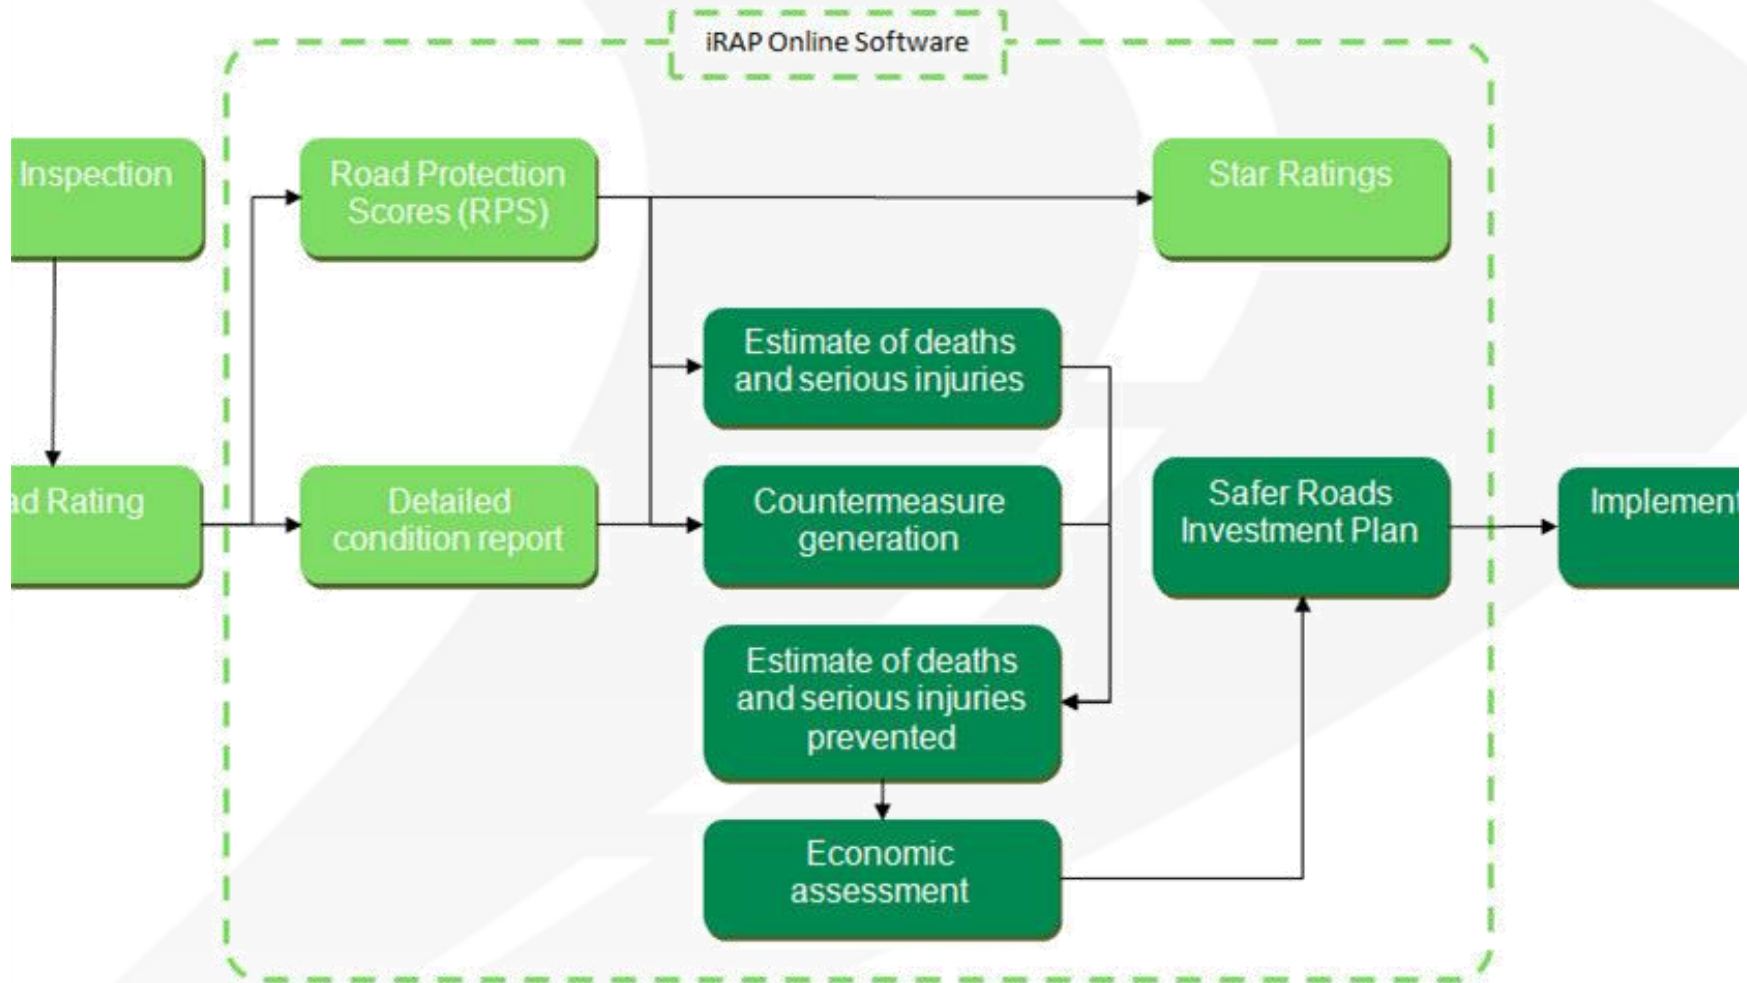 iRAP Online Software
Inspection
Road Protection
Scores (RPS)
Star Ratings
Estimate of deaths
and serious injuries
ad Rating
Detailed
condition report
Countermeasure
generation
Safer Roads
Investment Plan
Implement
Estimate of deaths
and serious injuries
prevented
Economic
assessment